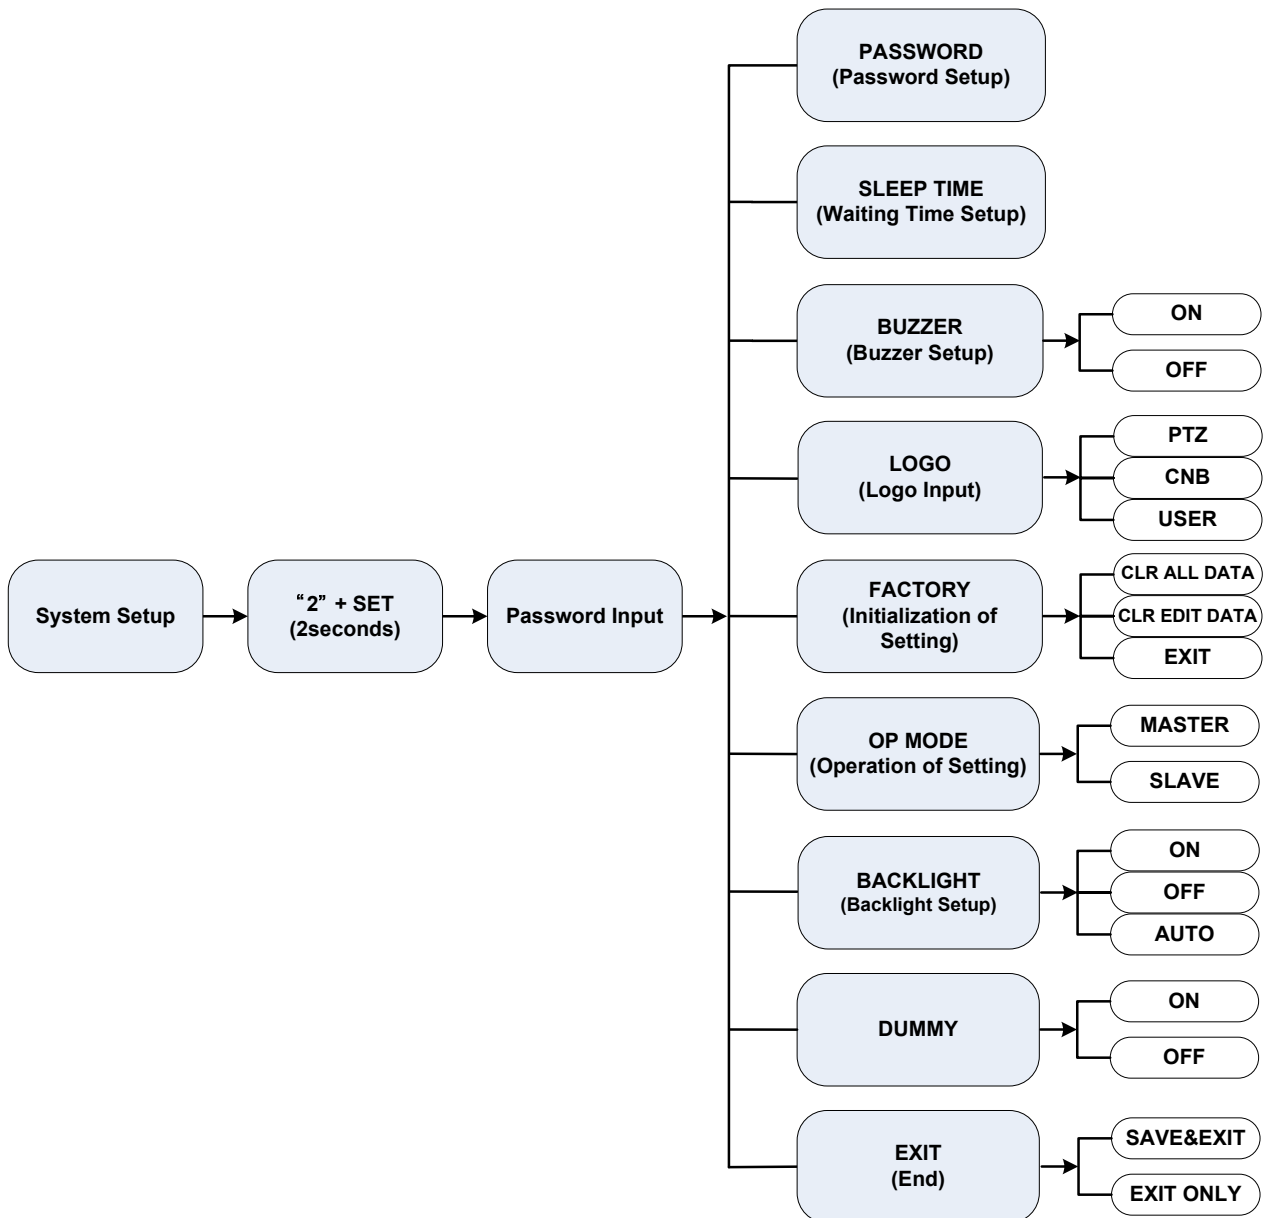 System Setup
“2” + SET
(2seconds)
Password Input
PASSWORD
(Password Setup)
SLEEP TIME
(Waiting Time Setup)
BUZZER
(Buzzer Setup)
ON
OFF
LOGO
(Logo Input)
PTZ
CNB
USER
FACTORY
(Initialization of
Setting)
CLR ALL DATA
CLR EDIT DATA
EXIT
OP MODE
(Operation of Setting)
MASTER
SLAVE
BACKLIGHT
(Backlight Setup)
ON
OFF
AUTO
DUMMY
ON
OFF
EXIT
(End)
SAVE&EXIT
EXIT ONLY